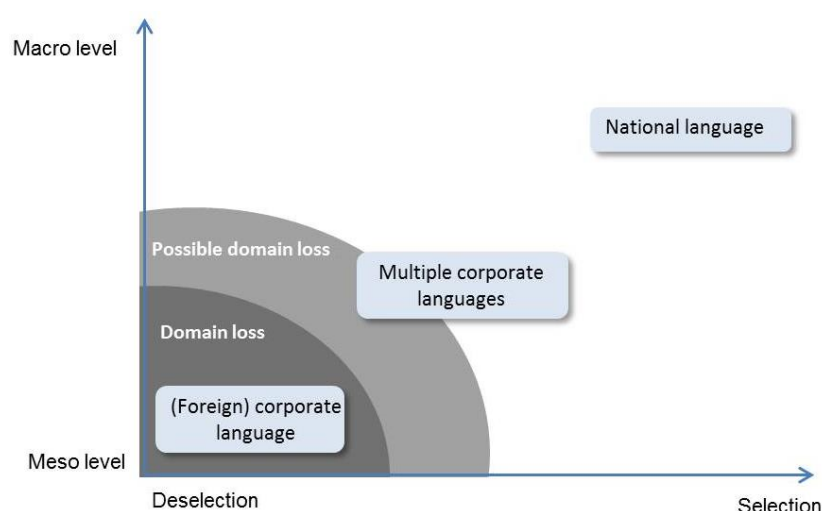 Macro level
National language
Possible domain loss
Multiple corporate
languages
Domain loss
(Foreign) corporate
language
Meso level
Deselection
Selection